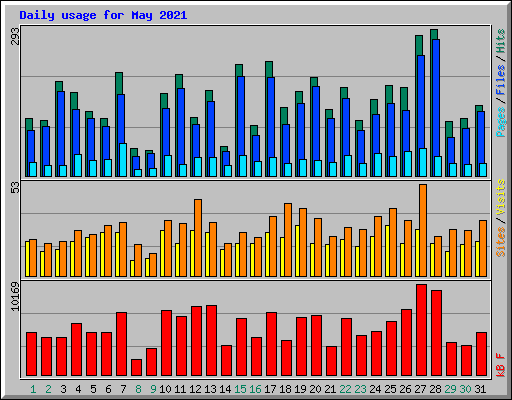 Daily usage for May 2021
293
Pages / Files / Hits
53
Sites / Visits
10169
kB F
1 2 3 4 5 6 7 8 9 10 11 12 13 14 15 16 17 18 19 20 21 22 23 24 25 26 27 28 29 30 31